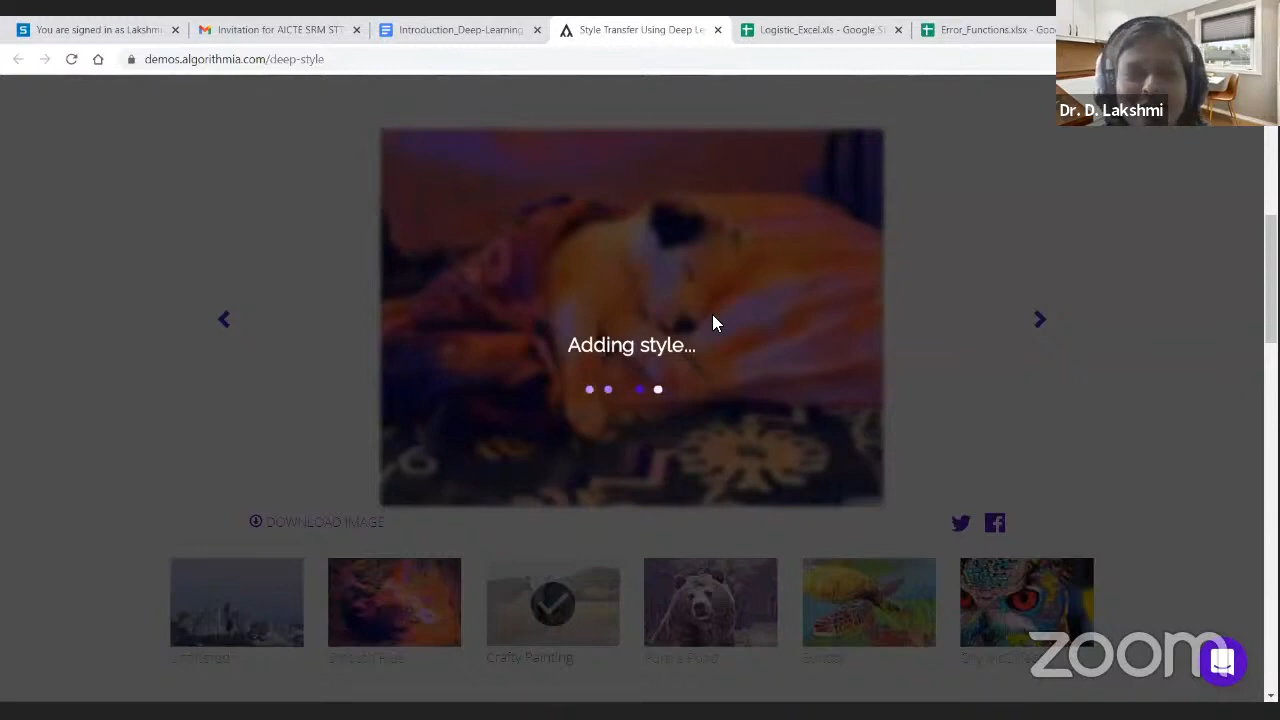 You are signed in as Lakshmi
Invitation for AICTE SRM STT
Introduction_Deep-Learning
Style Transfer Using Deep Le
Logistic_Excel.xls - Google S
Error_Functions.xlsx - Goo
demos.algorithmia.com/deep-style
Dr. D. Lakshmi
Adding style...
DOWNLOAD IMAGE
Unfiltered
Crafty Painting
zoom